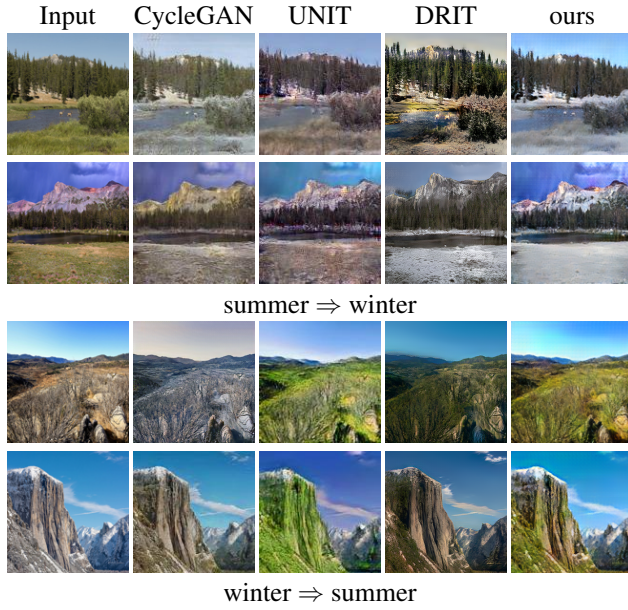 Input CycleGAN UNIT DRIT ours
summer ⇒ winter
winter ⇒ summer